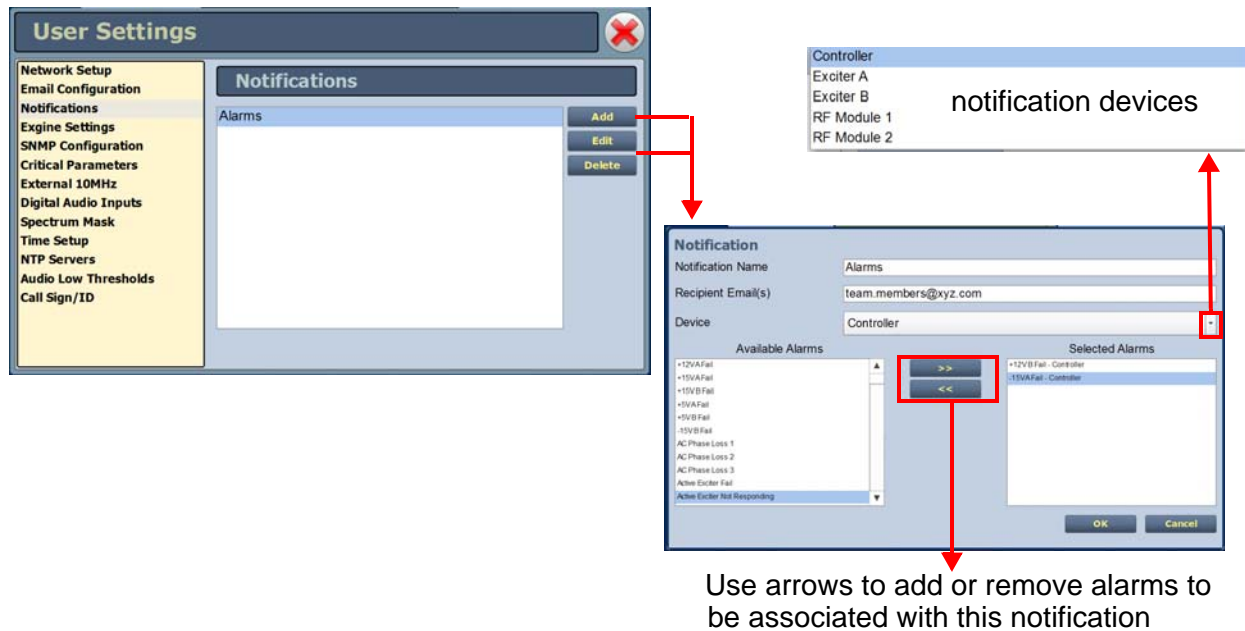 User Settings
Network Setup
Email Configuration
Notifications
Exgine Settings
SNMP Configuration
Critical Parameters
External 10MHz
Digital Audio Inputs
Spectrum Mask
Time Setup
NTP Servers
Audio Low Thresholds
Call Sign/ID
Notifications
Alarms
Add
Edit
Delete
Controller
Exciter A
Exciter B
RF Module 1
RF Module 2
notification devices
Notification
Notification Name Alarms
Recipient Email(s) team.members@xyz.com
Device Controller
Available Alarms
+12VA Fail
+15VA Fail
+15V B Fail
+5VA Fail
+5V B Fail
-15V B Fail
AC Phase Loss 1
AC Phase Loss 2
AC Phase Loss 3
Active Exciter Fail
Active Exciter Not Responding
>>
<<
Selected Alarms
+12V B Fail - Controller
-15VA Fail - Controller
OK Cancel
Use arrows to add or remove alarms to
be associated with this notification